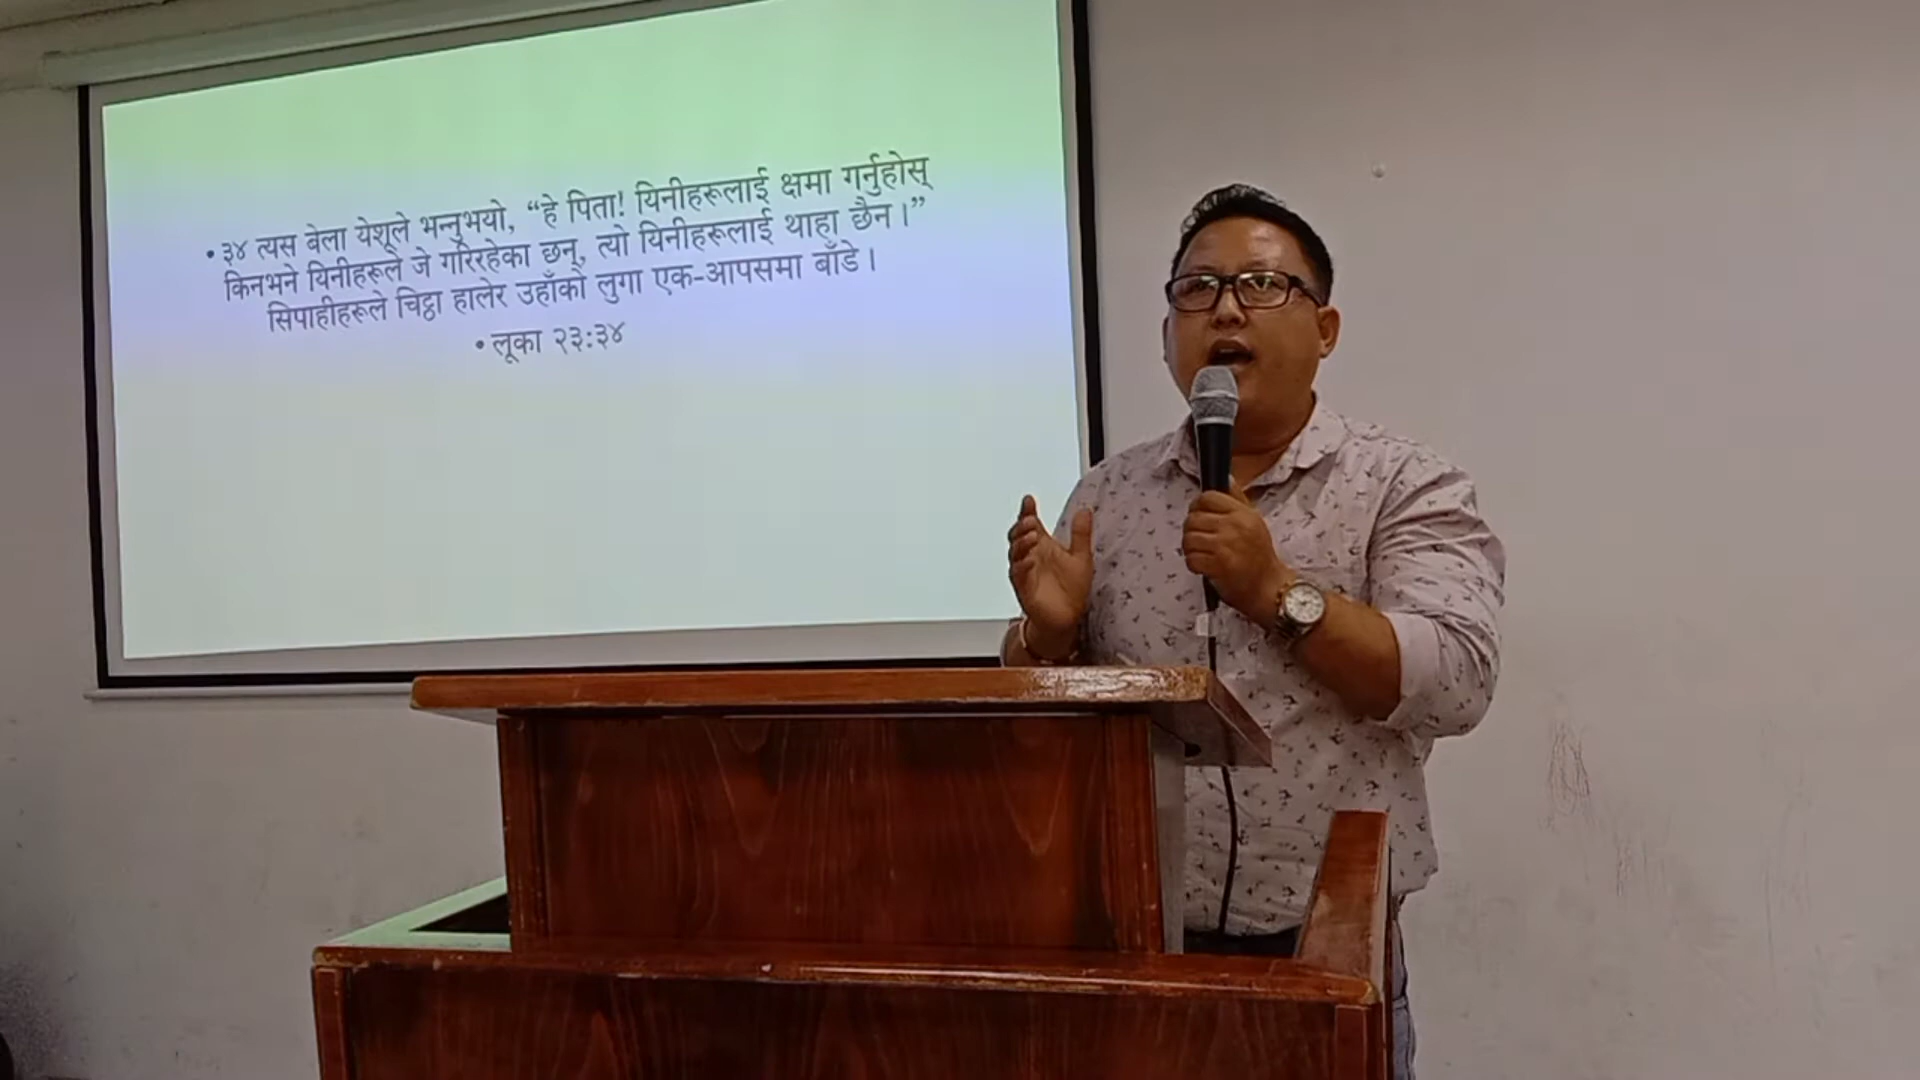 • ३४ त्यस बेला येशूले भन्नुभयो, “हे पिता! यिनीहरूलाई क्षमा गर्नुहोस्
किनभने यिनीहरूले जे गरिरहेका छन्, त्यो यिनीहरूलाई थाहा छैन।”
सिपाहीहरूले चिट्ठा हालेर उहाँको लुगा एक-आपसमा बाँडे।
• लूका २३:३४